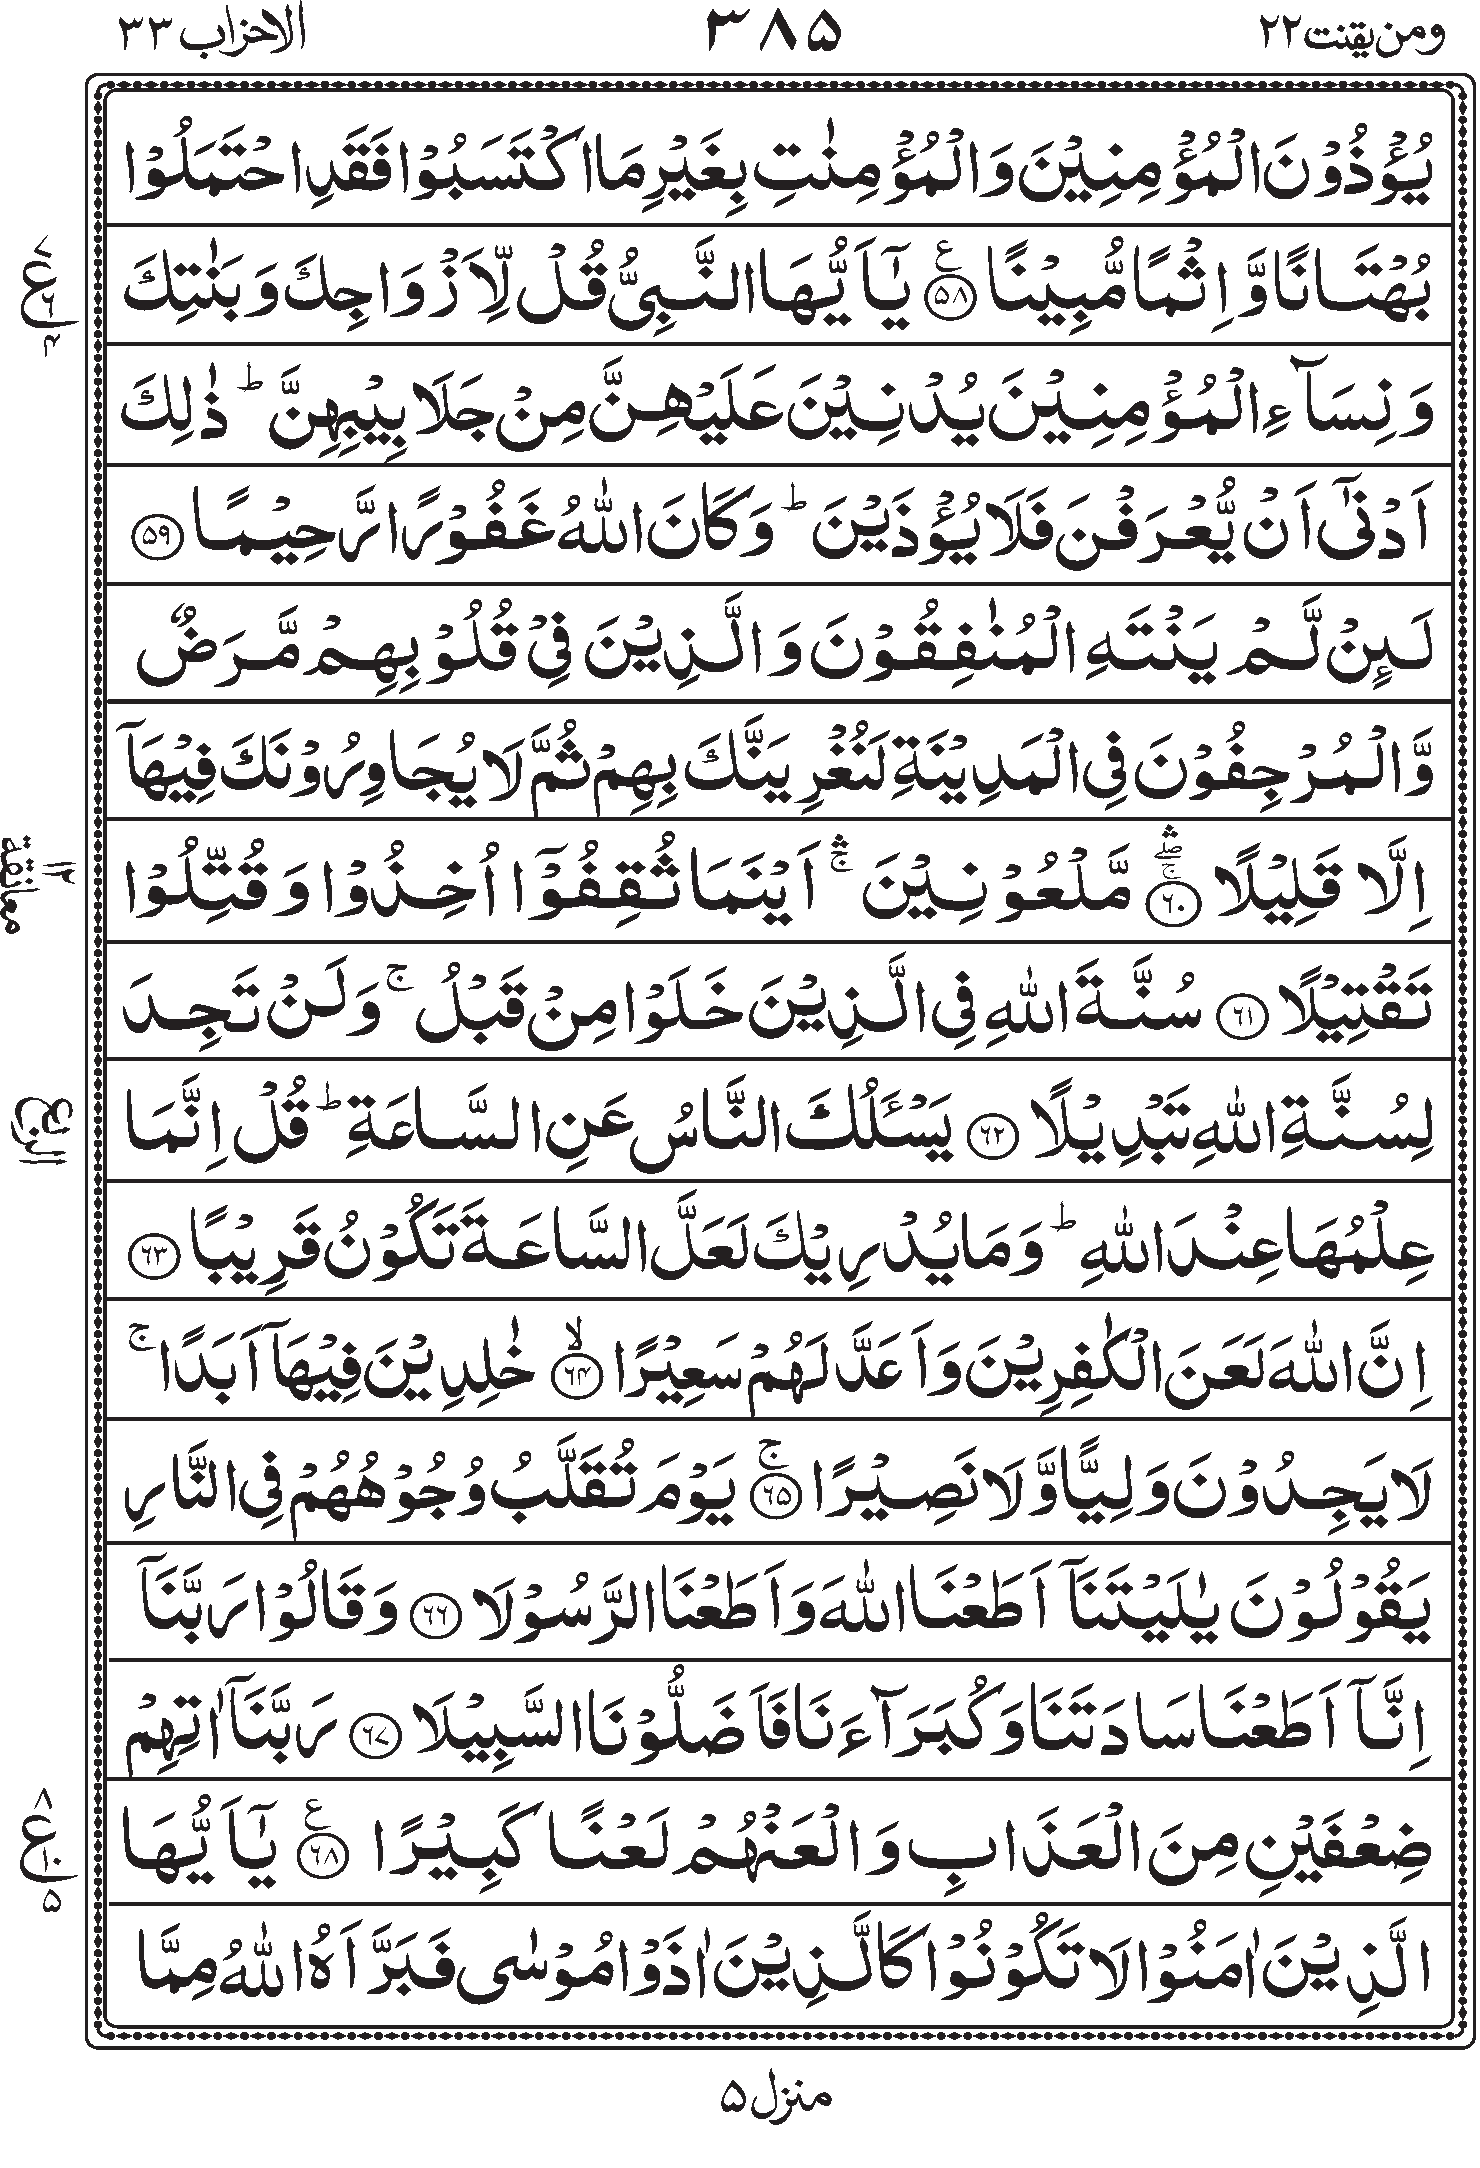 ومن يقنت ٢٢
٣٨٥
الاحزاب ٣٣
يُؤْذُوْنَ الْمُؤْمِنِيْنَ وَالْمُؤْمِنٰتِ بِغَيْرِ مَا اكْتَسَبُوْا فَقَدِ احْتَمَلُوْا
بُهْتَانًا وَّاِثْمًا مُّبِيْنًا ﴿٥٨﴾ ع يٰٓاَيُّهَا النَّبِىُّ قُلْ لِّاَزْوَاجِكَ وَبَنٰتِكَ
وَنِسَآءِ الْمُؤْمِنِيْنَ يُدْنِيْنَ عَلَيْهِنَّ مِنْ جَلَابِيْبِهِنَّ ؕ ذٰلِكَ
اَدْنٰٓى اَنْ يُّعْرَفْنَ فَلَا يُؤْذَيْنَ ؕ وَكَانَ اللّٰهُ غَفُوْرًا رَّحِيْمًا ﴿٥٩﴾
لَئِنْ لَّمْ يَنْتَهِ الْمُنٰفِقُوْنَ وَالَّذِيْنَ فِىْ قُلُوْبِهِمْ مَّرَضٌ
وَّالْمُرْجِفُوْنَ فِى الْمَدِيْنَةِ لَنُغْرِيَنَّكَ بِهِمْ ثُمَّ لَا يُجَاوِرُوْنَكَ فِيْهَآ
اِلَّا قَلِيْلًا ﴿٦٠﴾ ۛۖۚ مَّلْعُوْنِيْنَ ۛۚ اَيْنَمَا ثُقِفُوْٓا اُخِذُوْا وَقُتِّلُوْا
تَقْتِيْلًا ﴿٦١﴾ سُنَّةَ اللّٰهِ فِى الَّذِيْنَ خَلَوْا مِنْ قَبْلُ ۚ وَلَنْ تَجِدَ
لِسُنَّةِ اللّٰهِ تَبْدِيْلًا ﴿٦٢﴾ يَسْـَٔلُكَ النَّاسُ عَنِ السَّاعَةِ ؕ قُلْ اِنَّمَا
عِلْمُهَا عِنْدَ اللّٰهِ ؕ وَمَا يُدْرِيْكَ لَعَلَّ السَّاعَةَ تَكُوْنُ قَرِيْبًا ﴿٦٣﴾
اِنَّ اللّٰهَ لَعَنَ الْكٰفِرِيْنَ وَاَعَدَّ لَهُمْ سَعِيْرًا ﴿٦٤﴾ ۙ خٰلِدِيْنَ فِيْهَآ اَبَدًا ۚ
لَا يَجِدُوْنَ وَلِيًّا وَّلَا نَصِيْرًا ﴿٦٥﴾ ۚ يَوْمَ تُقَلَّبُ وُجُوْهُهُمْ فِى النَّارِ
يَقُوْلُوْنَ يٰلَيْتَنَآ اَطَعْنَا اللّٰهَ وَاَطَعْنَا الرَّسُوْلَا ﴿٦٦﴾ وَقَالُوْا رَبَّنَآ
اِنَّآ اَطَعْنَا سَادَتَنَا وَكُبَرَآءَنَا فَاَضَلُّوْنَا السَّبِيْلَا ﴿٦٧﴾ رَبَّنَآ اٰتِهِمْ
ضِعْفَيْنِ مِنَ الْعَذَابِ وَالْعَنْهُمْ لَعْنًا كَبِيْرًا ﴿٦٨﴾ ع يٰٓاَيُّهَا
الَّذِيْنَ اٰمَنُوْا لَا تَكُوْنُوْا كَالَّذِيْنَ اٰذَوْا مُوْسٰى فَبَرَّاَهُ اللّٰهُ مِمَّا
٧
ع
٦
٤
معانقة ١٢
الربع
٨
ع
١٠
٥
منزل ٥